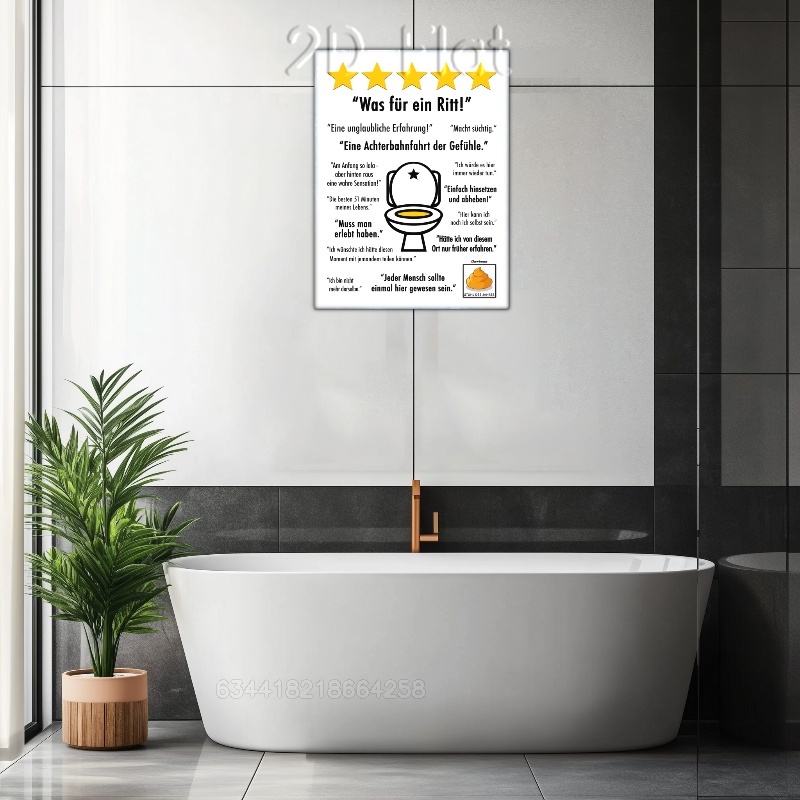 2D Flat
“Was für ein Ritt!”
“Eine unglaubliche Erfahrung!” “Macht süchtig.”
“Eine Achterbahnfahrt der Gefühle.”
“Am Anfang so lala -
aber hinten raus
eine wahre Sensation!”
“Ich würde es hier
immer wieder tun.”
“Einfach hinsetzen
und abheben!”
“Die besten 51 Minuten
meines Lebens.”
“Hier kann ich
noch ich selbst sein.”
“Muss man
erlebt haben.”
“Hätte ich von diesem
Ort nur früher erfahren.”
“Ich wünschte ich hätte diesen
Moment mit jemandem teilen können.”
“Ich bin nicht
mehr derselbe.”
“Jeder Mensch sollte
einmal hier gewesen sein.”
634418218664258